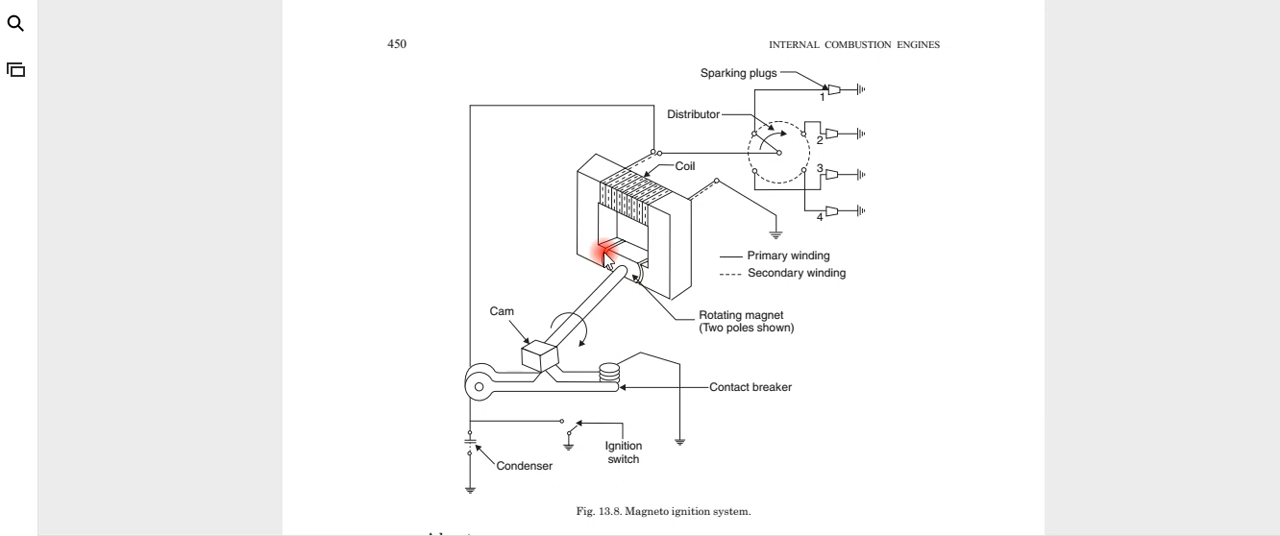 450
INTERNAL COMBUSTION ENGINES
Sparking plugs
1
Distributor
2
Coil
3
4
Primary winding
Secondary winding
Cam
Rotating magnet
(Two poles shown)
Contact breaker
Ignition
switch
Condenser
Fig. 13.8. Magneto ignition system.